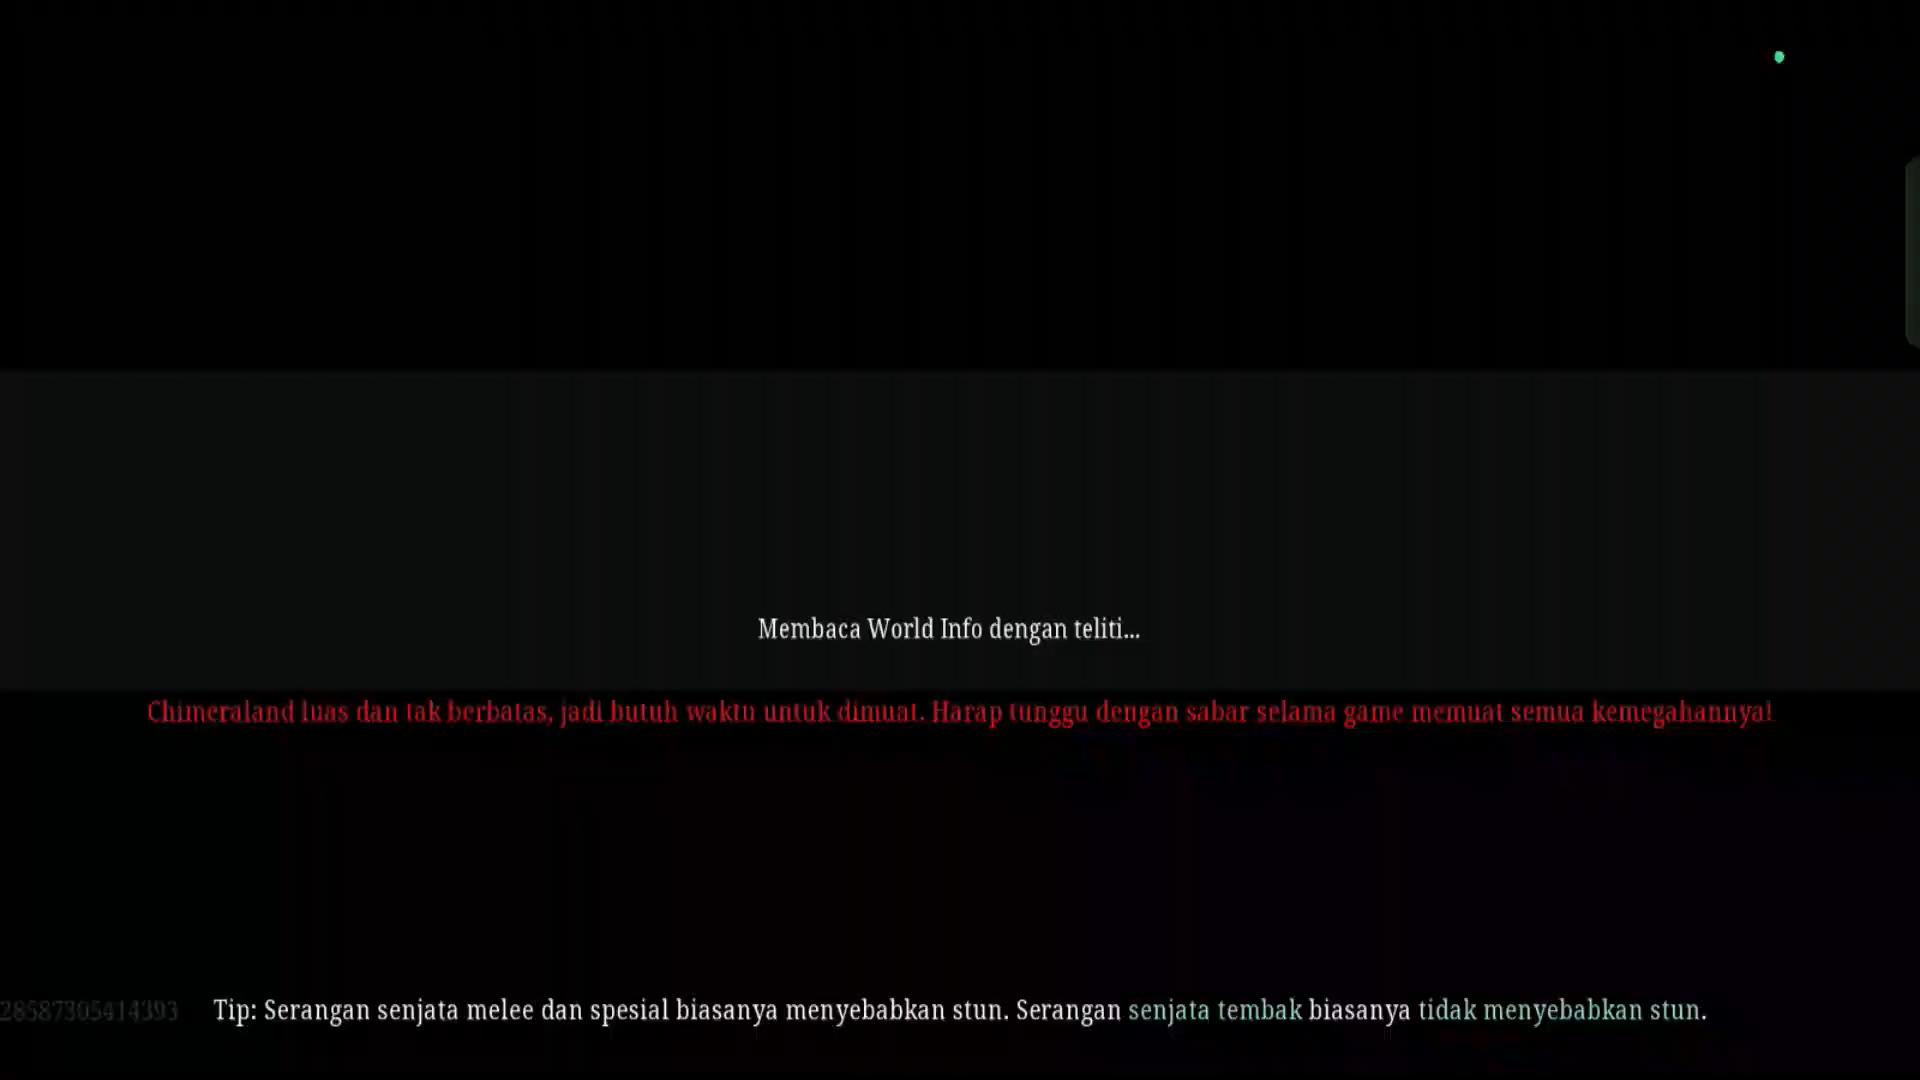 Membaca World Info dengan teliti...
Chimeraland luas dan tak berbatas, jadi butuh waktu untuk dimuat. Harap tunggu dengan sabar selama game memuat semua kemegahannya!
28587305414393
Tip: Serangan senjata melee dan spesial biasanya menyebabkan stun. Serangan senjata tembak biasanya tidak menyebabkan stun.